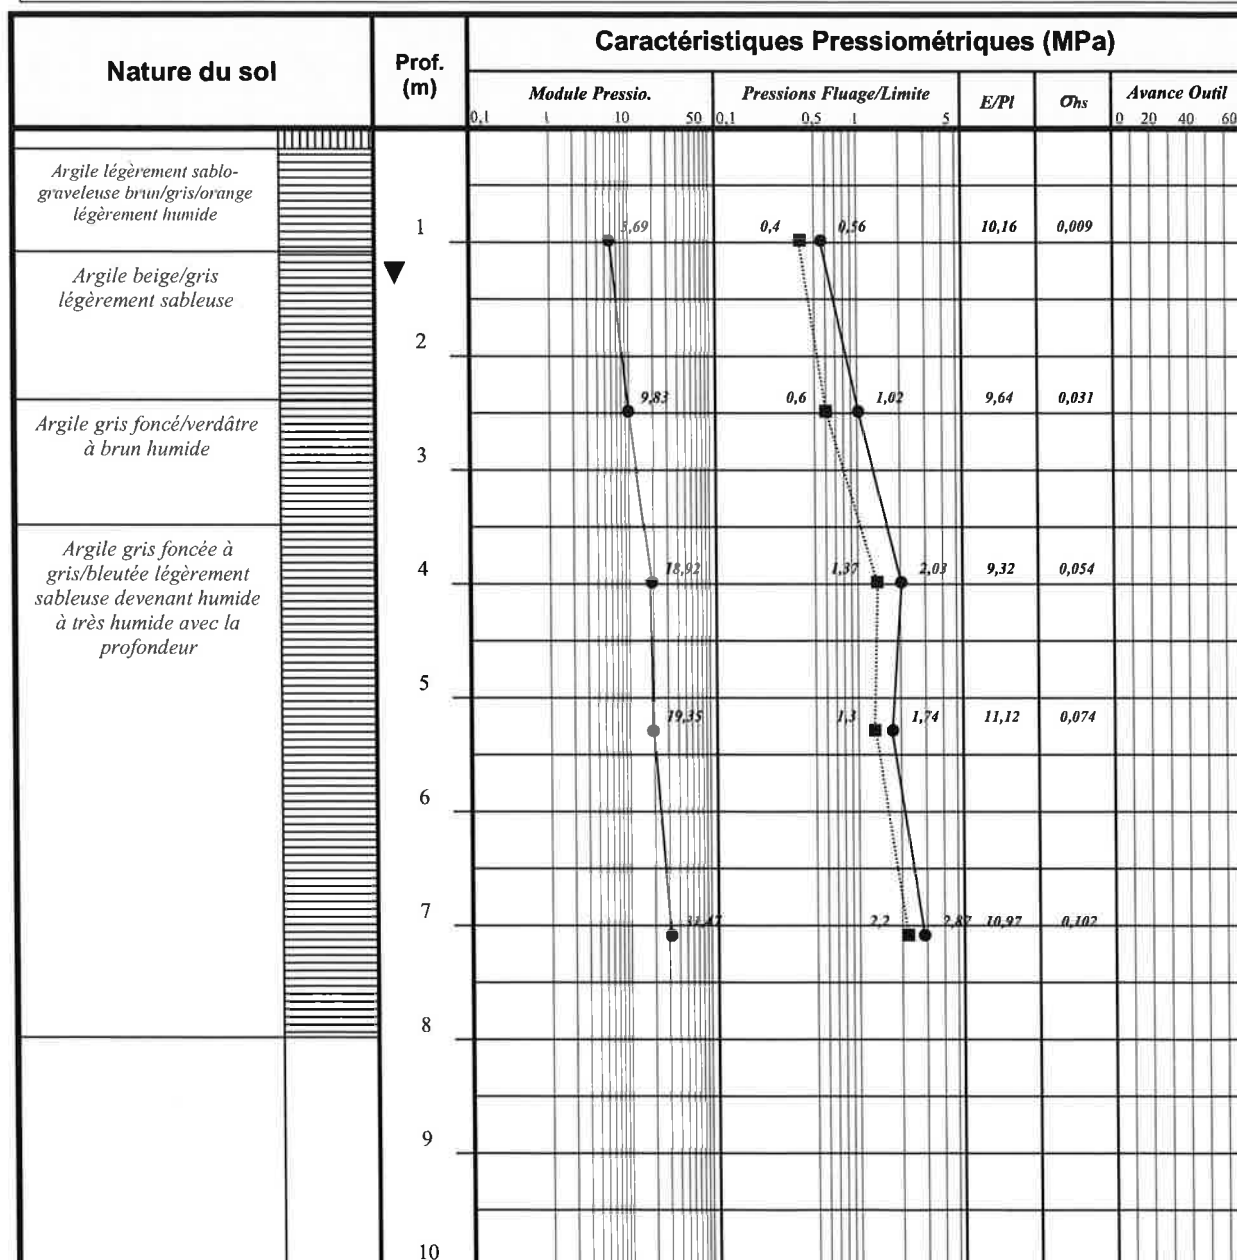 Caractéristiques Pressiométriques (MPa)
Nature du sol
Prof.
(m)
Module Pressio.
Pressions Fluage/Limite
E/Pl
σhs
Avance Outil
0,1 1 10 50 0,1 0,5 1 5 0 20 40 60
Argile légèrement sablo-
graveleuse brun/gris/orange
légèrement humide
1 5,69 0,4 0,56 10,16 0,009
Argile beige/gris
légèrement sableuse
2
9,83 0,6 1,02 9,64 0,031
Argile gris foncé/verdâtre
à brun humide
3
Argile gris foncée à
gris/bleutée légèrement
sableuse devenant humide
à très humide avec la
profondeur
4 18,92 1,37 2,03 9,32 0,054
5
19,35 1,3 1,74 11,12 0,074
6
7 31,47 2,2 2,87 10,97 0,102
8
9
10